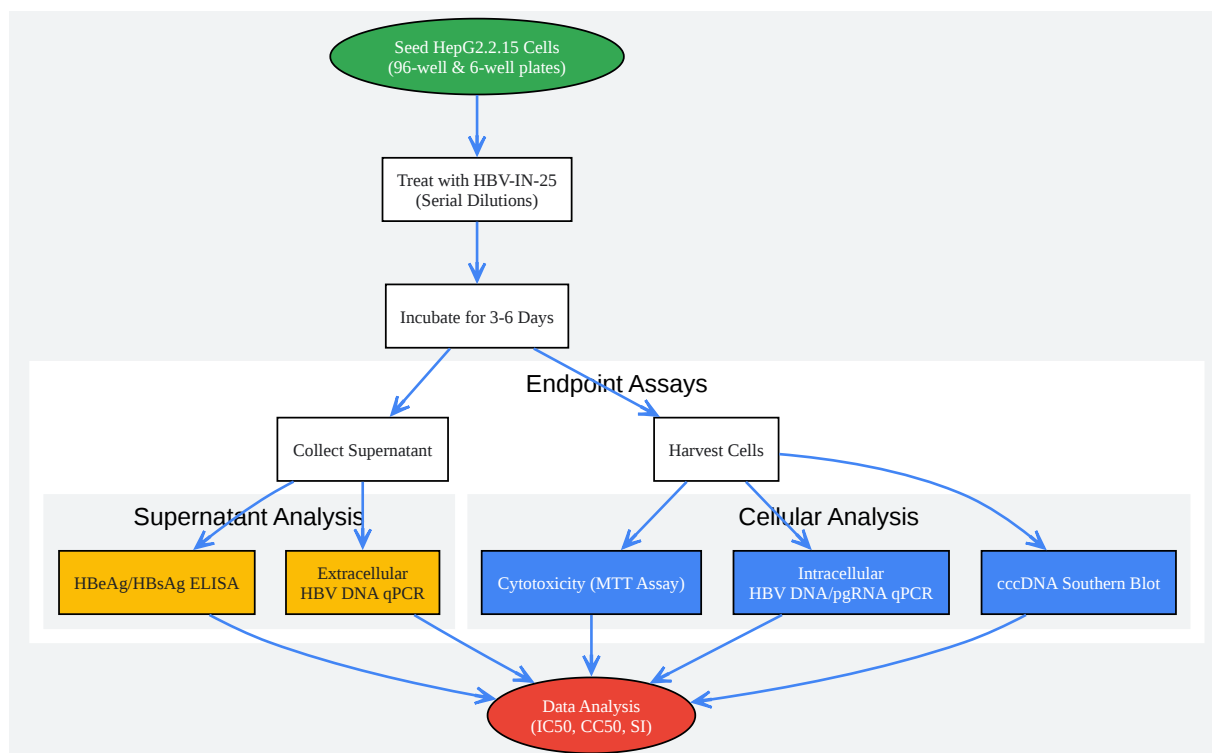 Seed HepG2.2.15 Cells
(96-well & 6-well plates)
Treat with HBV-IN-25
(Serial Dilutions)
Incubate for 3-6 Days
Endpoint Assays
Collect Supernatant
Harvest Cells
Supernatant Analysis
Cellular Analysis
HBeAg/HBsAg ELISA
Extracellular
HBV DNA qPCR
Cytotoxicity (MTT Assay)
Intracellular
HBV DNA/pgRNA qPCR
cccDNA Southern Blot
Data Analysis
(IC50, CC50, SI)